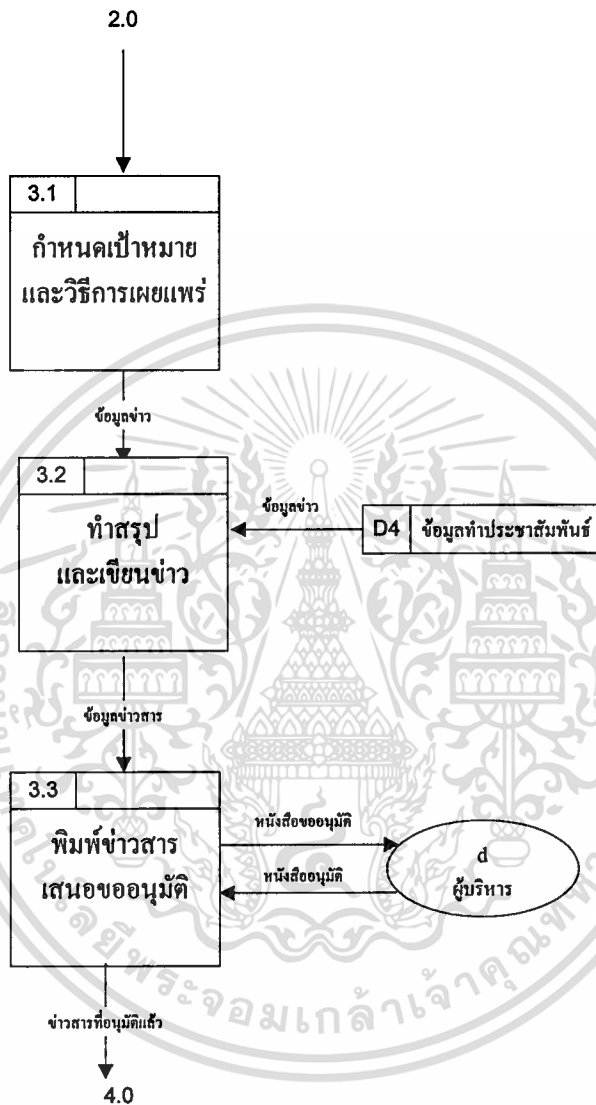 2.0
3.1
กำหนดเป้าหมาย
และวิธีการเผยแพร่
ข้อมูลข่าว
3.2
ทำสรุป
และเขียนข่าว
ข้อมูลข่าว
D4 ข้อมูลทำประชาสัมพันธ์
ข้อมูลข่าวสาร
3.3
พิมพ์ข่าวสาร
เสนอขออนุมัติ
หนังสือขออนุมัติ
หนังสืออนุมัติ
d
ผู้บริหาร
ข่าวสารที่อนุมัติแล้ว
4.0